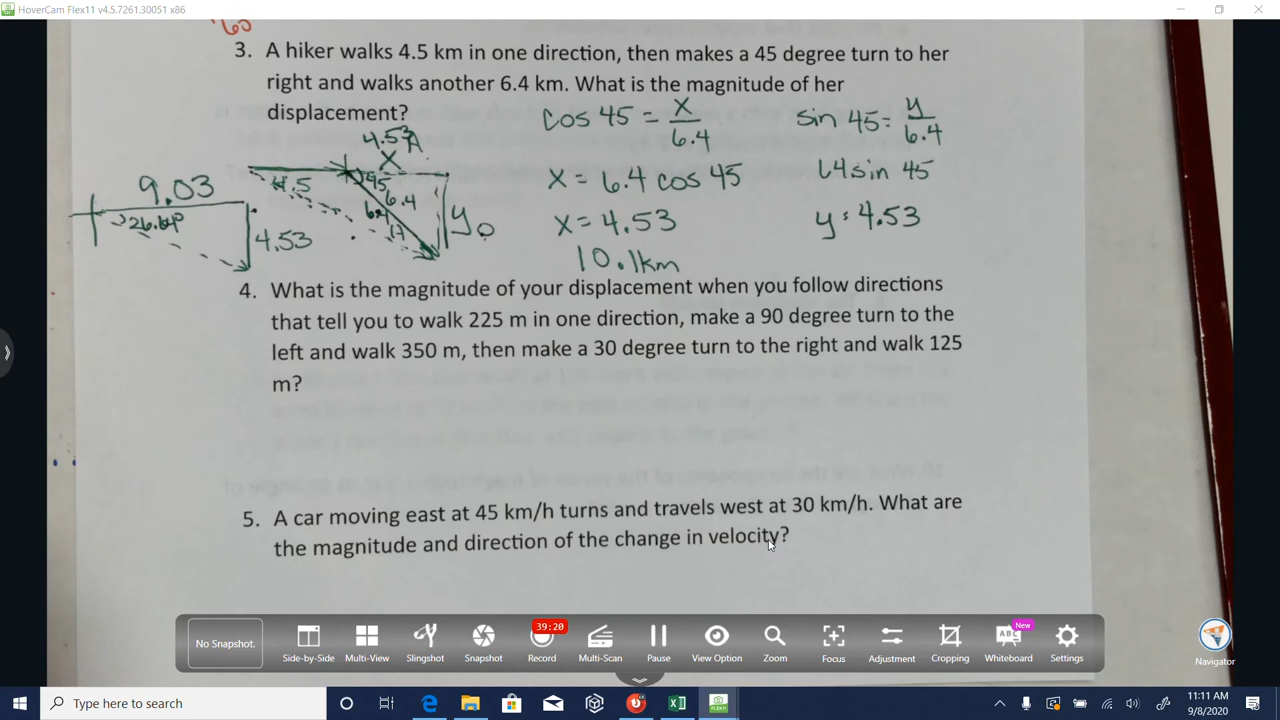 HoverCam Flex11 v4.5.7261.30051 x86
60
3. A hiker walks 4.5 km in one direction, then makes a 45 degree turn to her
right and walks another 6.4 km. What is the magnitude of her
displacement?
cos 45 = x/6.4
sin 45 = y/6.4
4.53
A
x
4.5
45
6.4
6.4
y
9.03
26.64°
4.53
x = 6.4 cos 45
6.4 sin 45
x = 4.53
y = 4.53
10.1km
4. What is the magnitude of your displacement when you follow directions
that tell you to walk 225 m in one direction, make a 90 degree turn to the
left and walk 350 m, then make a 30 degree turn to the right and walk 125
m?
5. A car moving east at 45 km/h turns and travels west at 30 km/h. What are
the magnitude and direction of the change in velocity?
No Snapshot.
39:20
New
ABC
Side-by-Side Multi-View Slingshot Snapshot Record Multi-Scan Pause View Option Zoom Focus Adjustment Cropping Whiteboard Settings
Navigator
Type here to search
FLEX11
11:11 AM
9/8/2020